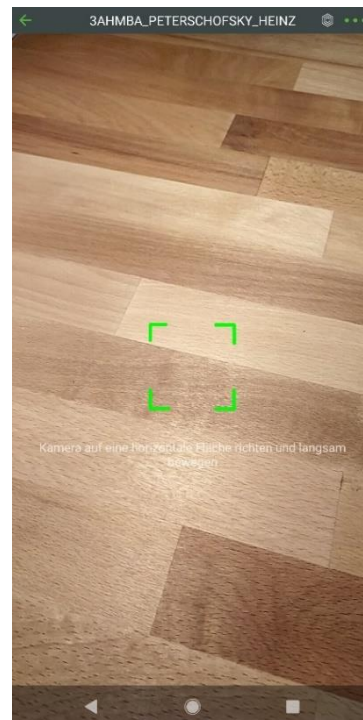 3AHMBA_PETERSCHOFSKY_HEINZ
Kamera auf eine horizontale Fläche richten und langsam
bewegen